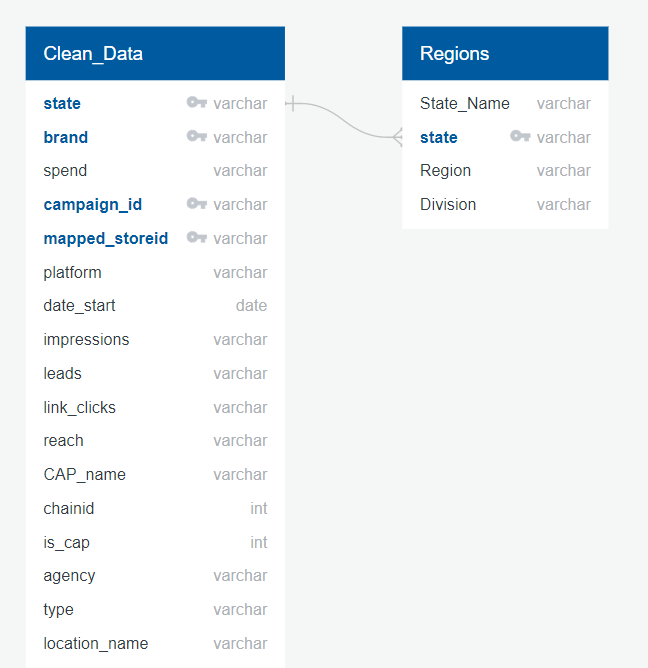 Clean_Data
state varchar
brand varchar
spend varchar
campaign_id varchar
mapped_storeid varchar
platform varchar
date_start date
impressions varchar
leads varchar
link_clicks varchar
reach varchar
CAP_name varchar
chainid int
is_cap int
agency varchar
type varchar
location_name varchar
Regions
State_Name varchar
state varchar
Region varchar
Division varchar